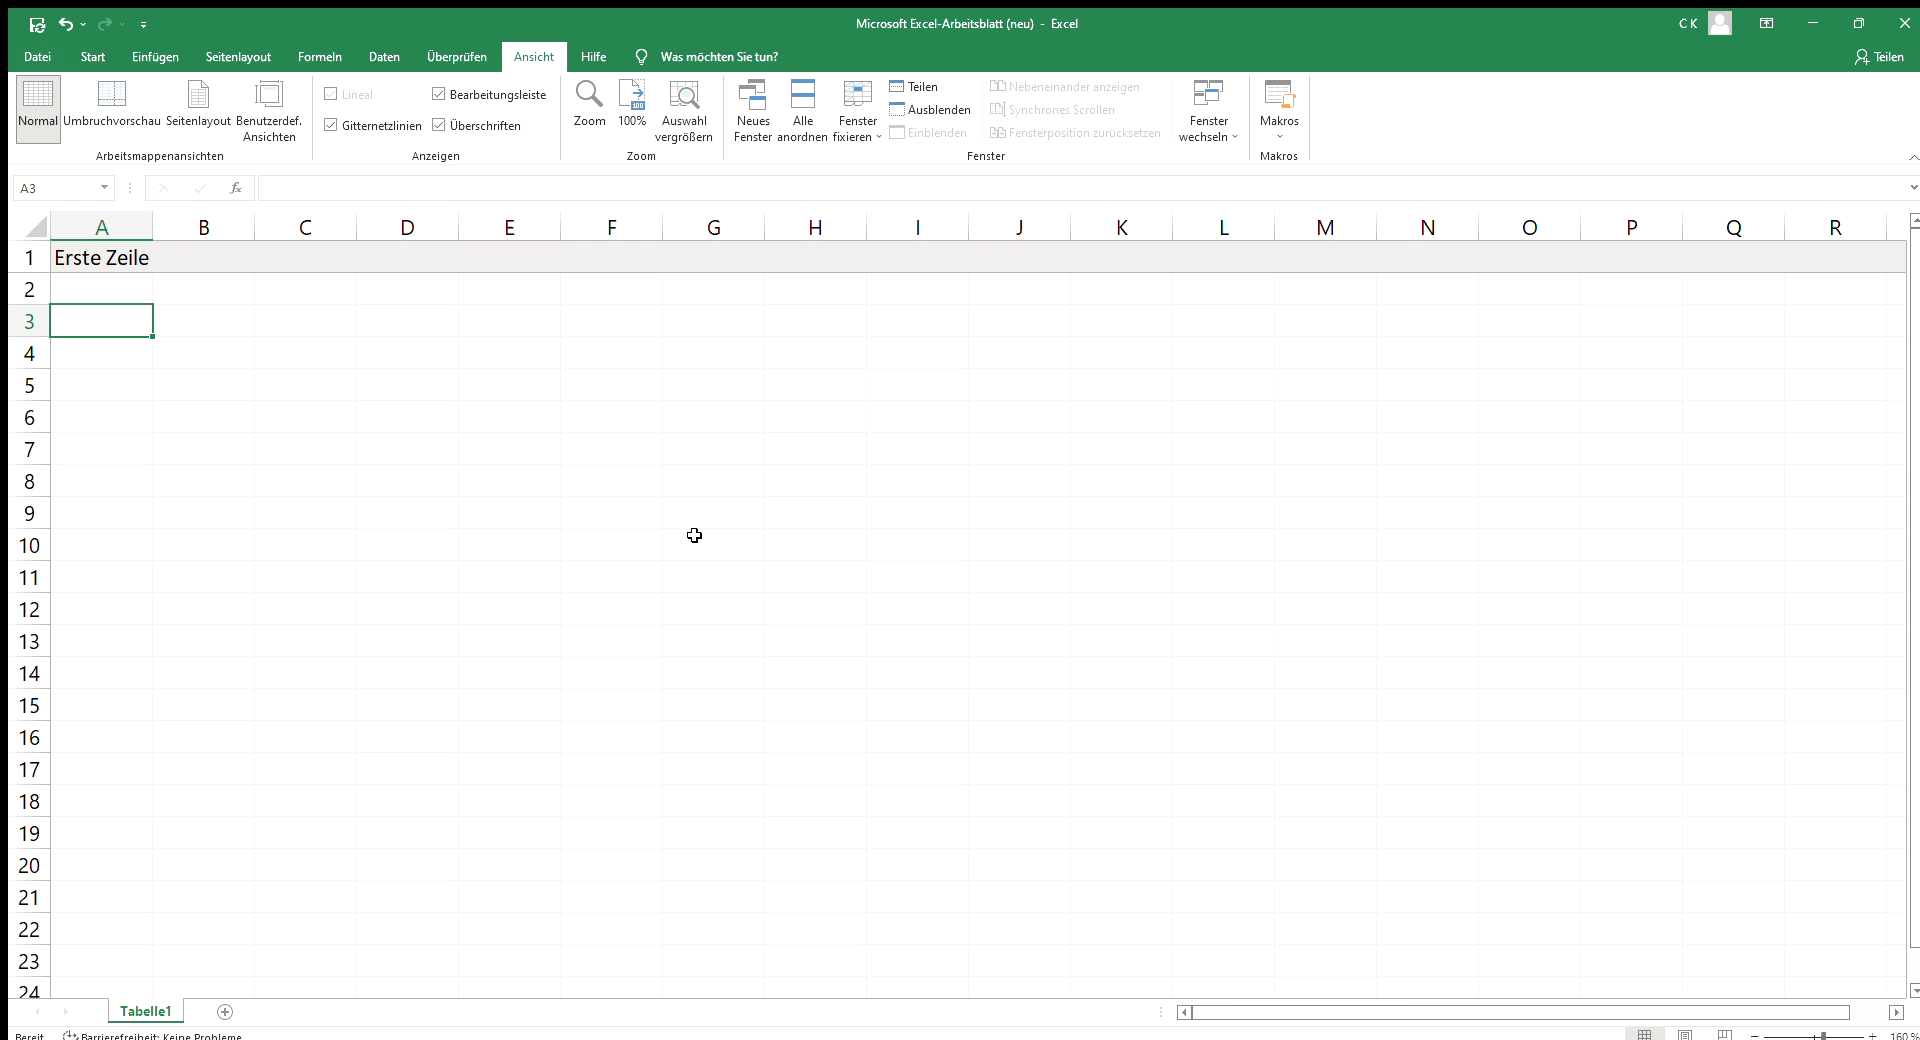 Microsoft Excel-Arbeitsblatt (neu) - Excel
C K
Datei Start Einfügen Seitenlayout Formeln Daten Überprüfen Ansicht Hilfe Was möchten Sie tun? Teilen
Normal Umbruchvorschau Seitenlayout Benutzerdef. Ansichten
Arbeitsmappenansichten
Lineal Bearbeitungsleiste
Gitternetzlinien Überschriften
Anzeigen
Zoom 100% Auswahl vergrößern
100
Zoom
Neues Fenster Alle anordnen Fenster fixieren
Teilen
Ausblenden
Einblenden
Nebeneinander anzeigen
Synchrones Scrollen
Fensterposition zurücksetzen
Fenster wechseln
Fenster
Makros
Makros
A3 fx
A B C D E F G H I J K L M N O P Q R
1 Erste Zeile
2
3
4
5
6
7
8
9
10
11
12
13
14
15
16
17
18
19
20
21
22
23
24
Tabelle1
Bereit Barrierefreiheit: Keine Probleme 160 %